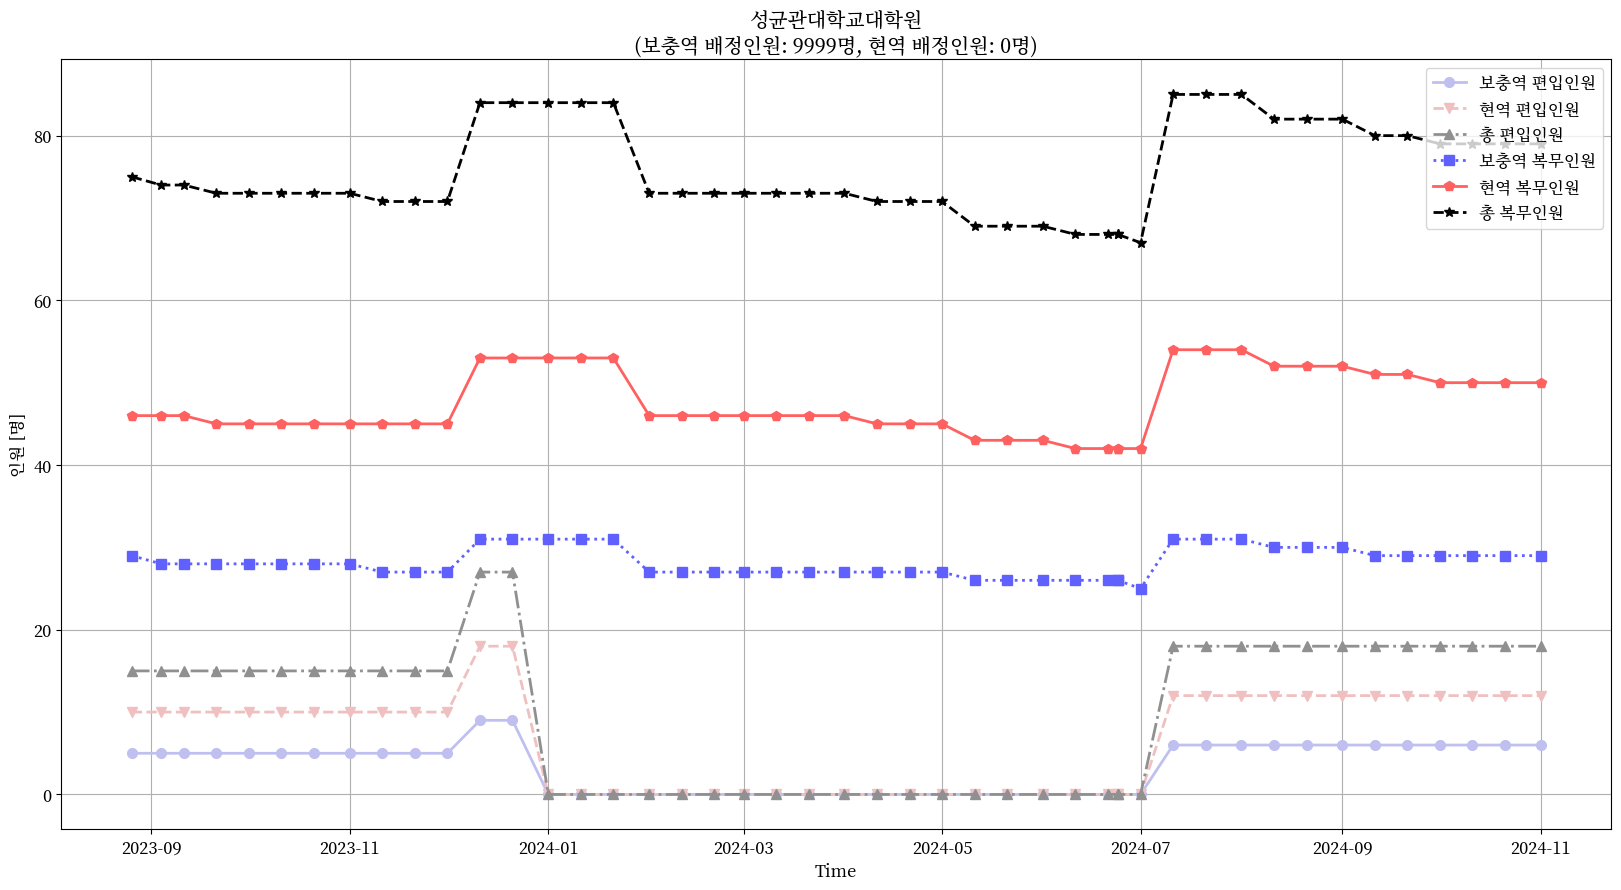 성균관대학교대학원
(보충역 배정인원: 9999명, 현역 배정인원: 0명)
보충역 편입인원
현역 편입인원
총 편입인원
보충역 복무인원
현역 복무인원
총 복무인원
인원 [명]
80
60
40
20
0
2023-09
2023-11
2024-01
2024-03
2024-05
2024-07
2024-09
2024-11
Time